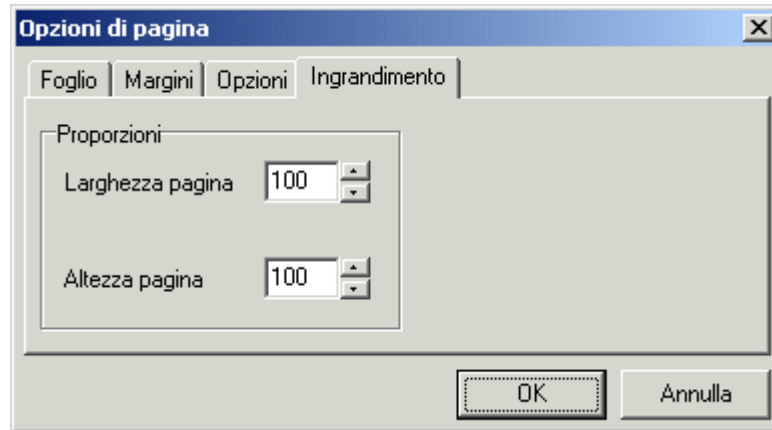 Opzioni di pagina
Foglio Margini Opzioni Ingrandimento
Proporzioni
Larghezza pagina 100
Altezza pagina 100
OK Annulla